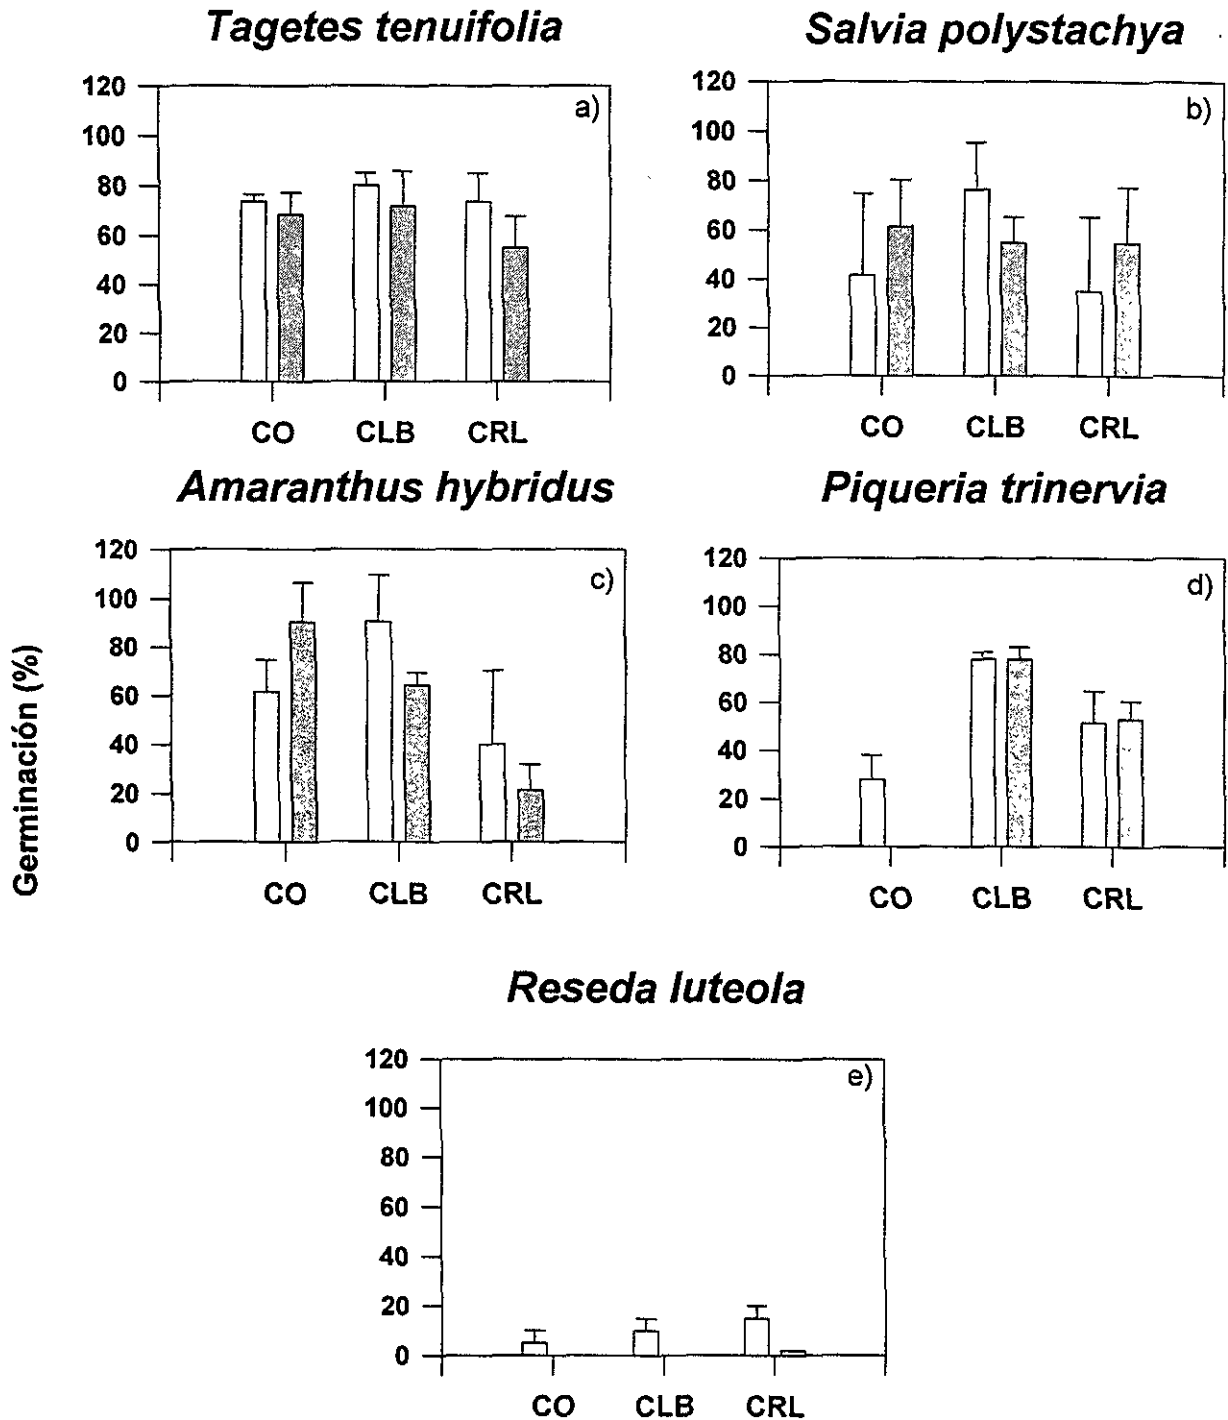 Tagetes tenuifolia
120
a)
100
80
60
40
20
0
CO CLB CRL
Salvia polystachya
120
b)
100
80
60
40
20
0
CO CLB CRL
Amaranthus hybridus
120
c)
100
80
60
40
20
0
CO CLB CRL
Piqueria trinervia
120
d)
100
80
60
40
20
0
CO CLB CRL
Germinación (%)
Reseda luteola
120
e)
100
80
60
40
20
0
CO CLB CRL